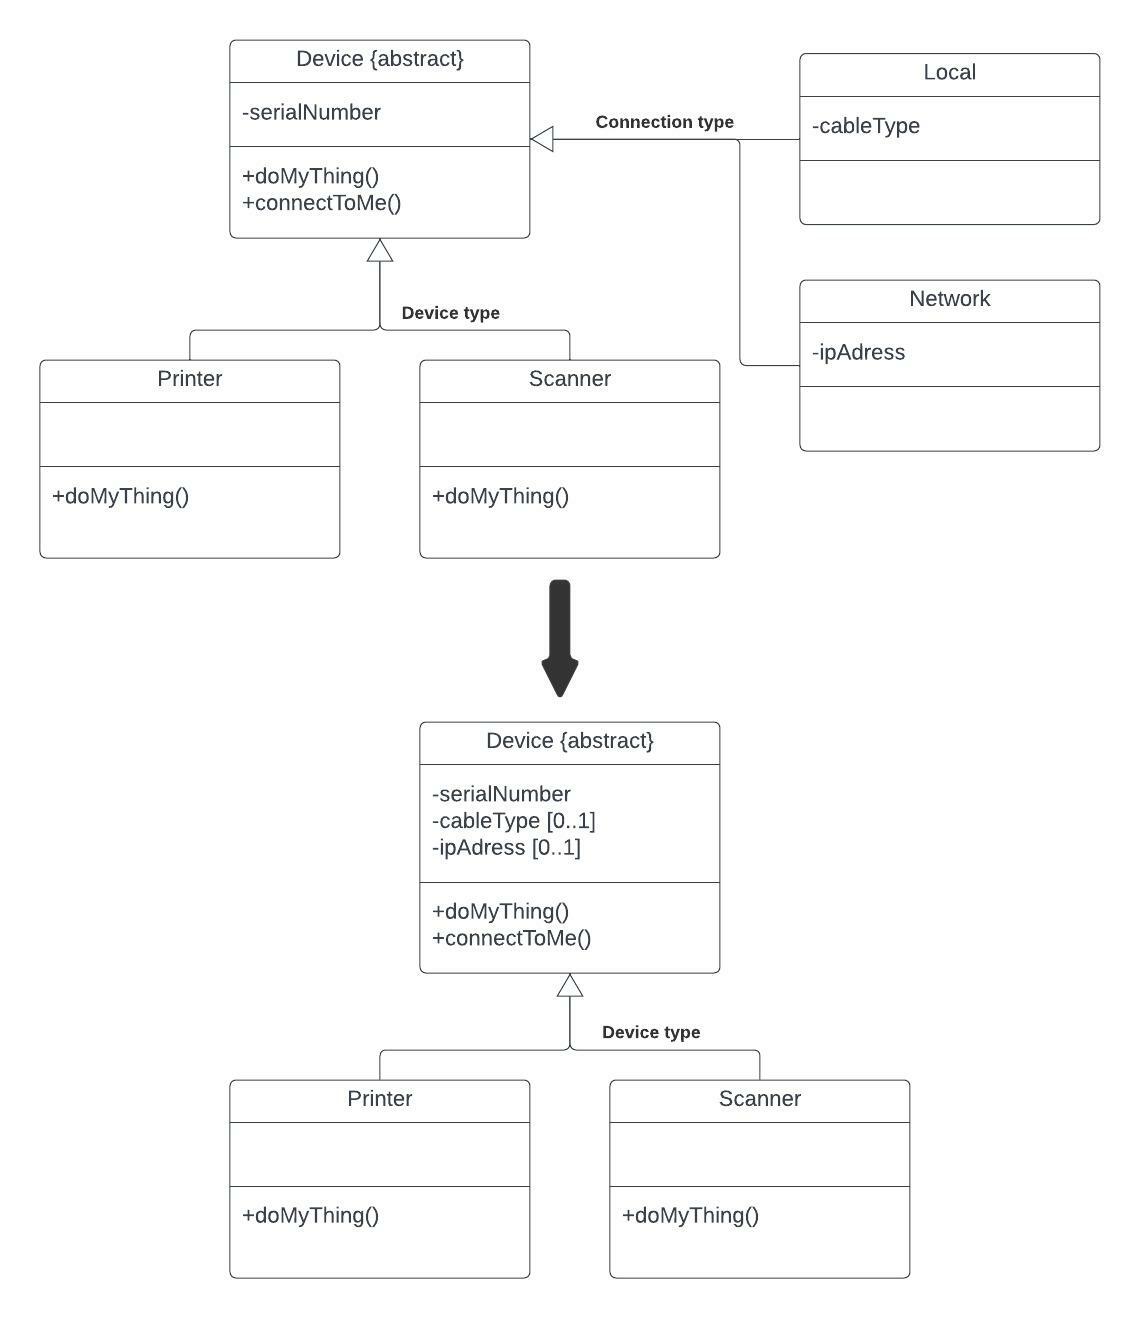 Device {abstract}
-serialNumber
+doMyThing()
+connectToMe()
Connection type
Local
-cableType
Network
-ipAdress
Device type
Printer
+doMyThing()
Scanner
+doMyThing()
Device {abstract}
-serialNumber
-cableType [0..1]
-ipAdress [0..1]
+doMyThing()
+connectToMe()
Device type
Printer
+doMyThing()
Scanner
+doMyThing()